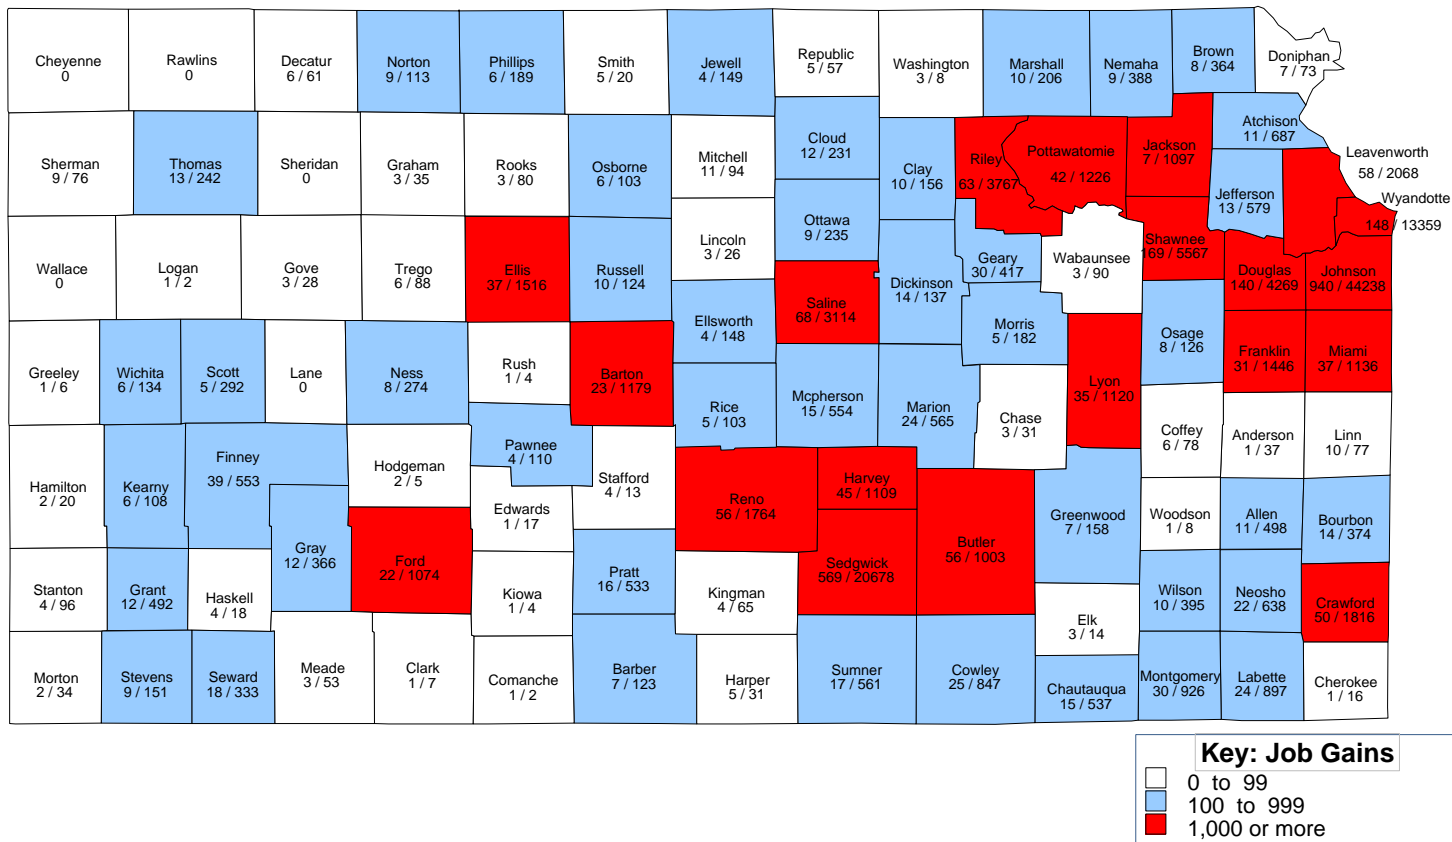 Cheyenne
0
Rawlins
0
Decatur
6 / 61
Norton
9 / 113
Phillips
6 / 189
Smith
5 / 20
Jewell
4 / 149
Republic
5 / 57
Washington
3 / 8
Marshall
10 / 206
Nemaha
9 / 388
Brown
8 / 364
Doniphan
7 / 73
Sherman
9 / 76
Thomas
13 / 242
Sheridan
0
Graham
3 / 35
Rooks
3 / 80
Osborne
6 / 103
Mitchell
11 / 94
Cloud
12 / 231
Clay
10 / 156
Riley
63 / 3767
Pottawatomie
42 / 1226
Jackson
7 / 1097
Atchison
11 / 687
Jefferson
13 / 579
Leavenworth
58 / 2068
Wyandotte
148 / 13359
Wallace
0
Logan
1 / 2
Gove
3 / 28
Trego
6 / 88
Ellis
37 / 1516
Russell
10 / 124
Lincoln
3 / 26
Ottawa
9 / 235
Saline
68 / 3114
Dickinson
14 / 137
Geary
30 / 417
Wabaunsee
3 / 90
Shawnee
169 / 5567
Douglas
140 / 4269
Johnson
940 / 44238
Greeley
1 / 6
Wichita
6 / 134
Scott
5 / 292
Lane
0
Ness
8 / 274
Rush
1 / 4
Barton
23 / 1179
Ellsworth
4 / 148
Morris
5 / 182
Osage
8 / 126
Franklin
31 / 1446
Miami
37 / 1136
Rice
5 / 103
Mcpherson
15 / 554
Marion
24 / 565
Chase
3 / 31
Lyon
35 / 1120
Coffey
6 / 78
Anderson
1 / 37
Linn
10 / 77
Hamilton
2 / 20
Kearny
6 / 108
Finney
39 / 553
Hodgeman
2 / 5
Pawnee
4 / 110
Edwards
1 / 17
Stafford
4 / 13
Reno
56 / 1764
Harvey
45 / 1109
Sedgwick
569 / 20678
Butler
56 / 1003
Greenwood
7 / 158
Woodson
1 / 8
Allen
11 / 498
Bourbon
14 / 374
Stanton
4 / 96
Grant
12 / 492
Haskell
4 / 18
Gray
12 / 366
Ford
22 / 1074
Kiowa
1 / 4
Pratt
16 / 533
Kingman
4 / 65
Elk
3 / 14
Wilson
10 / 395
Neosho
22 / 638
Crawford
50 / 1816
Morton
2 / 34
Stevens
9 / 151
Seward
18 / 333
Meade
3 / 53
Clark
1 / 7
Comanche
1 / 2
Barber
7 / 123
Harper
5 / 31
Sumner
17 / 561
Cowley
25 / 847
Chautauqua
15 / 537
Montgomery
30 / 926
Labette
24 / 897
Cherokee
1 / 16
Key: Job Gains
0 to 99
100 to 999
1,000 or more